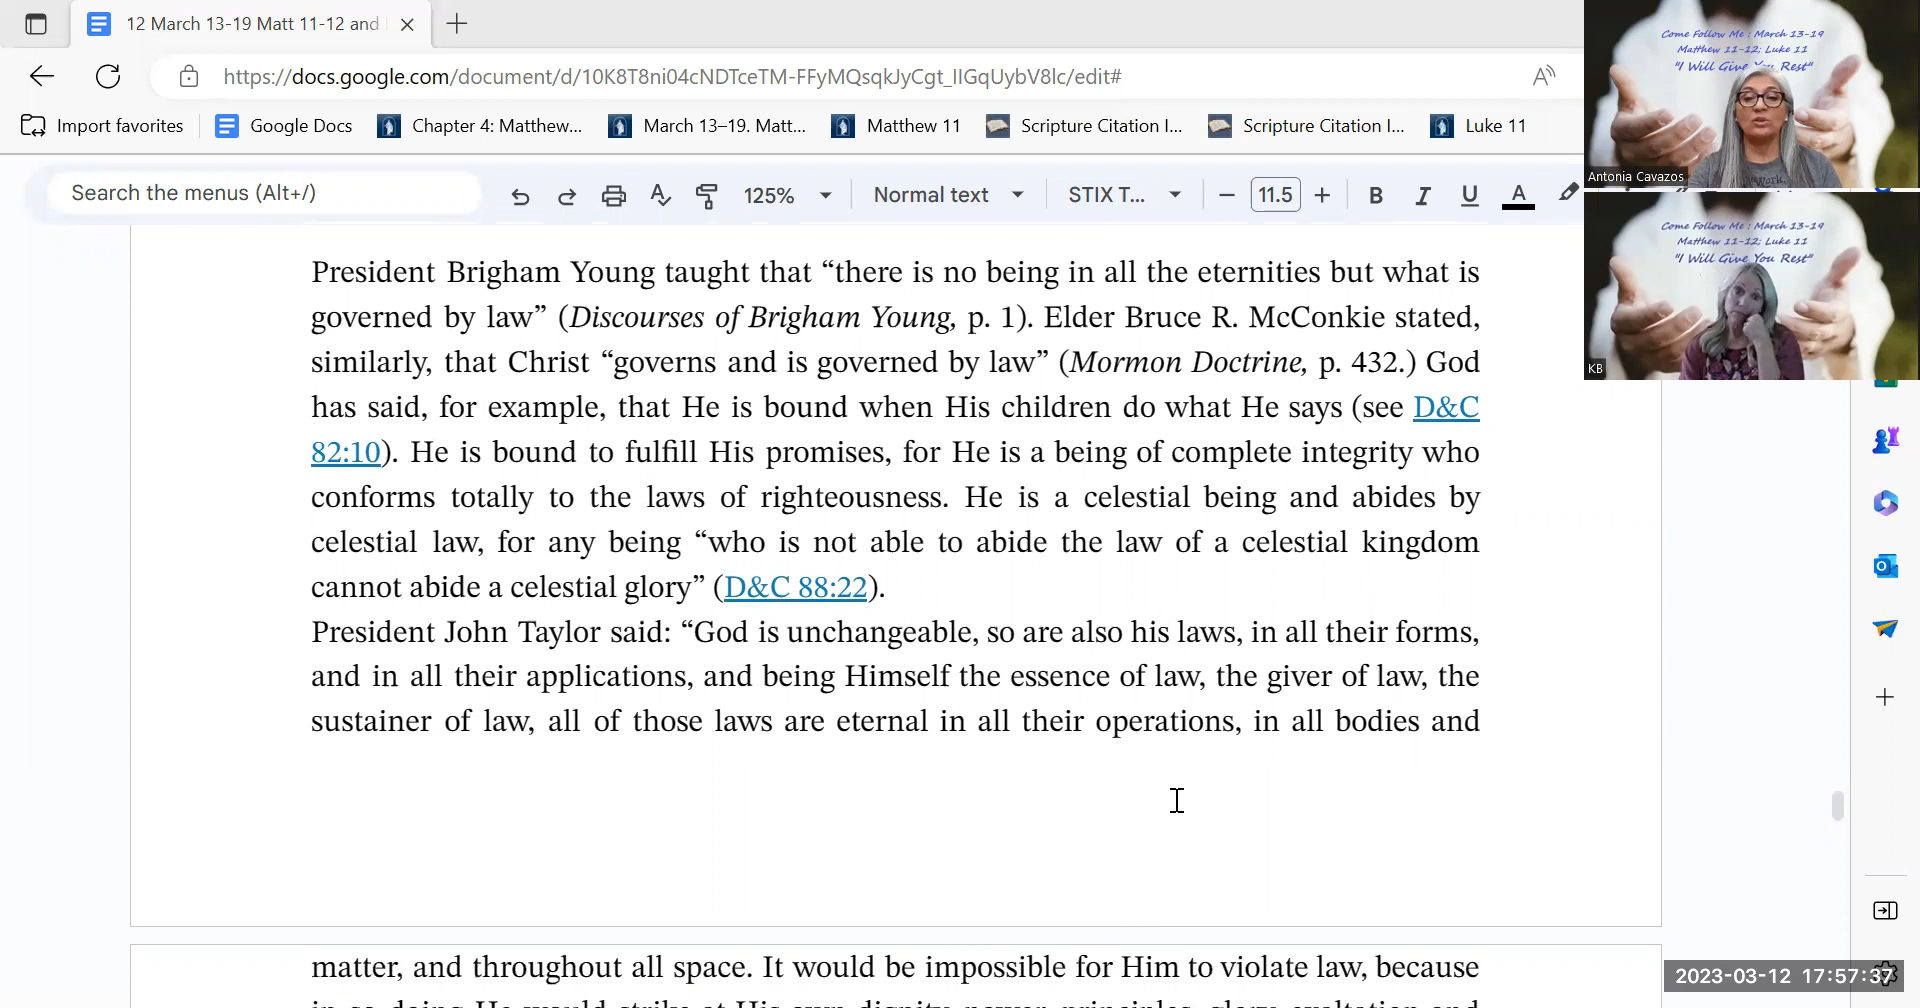 12 March 13-19 Matt 11-12 and
https://docs.google.com/document/d/10K8T8ni04cNDTceTM-FFyMQsqkJyCgt_IIGqUybV8lc/edit#
Import favorites
Google Docs
Chapter 4: Matthew...
March 13–19. Matt...
Matthew 11
Scripture Citation I...
Scripture Citation I...
Luke 11
Search the menus (Alt+/)
125%
Normal text
STIX T...
11.5
B
I
U
A
President Brigham Young taught that “there is no being in all the eternities but what is
governed by law” (Discourses of Brigham Young, p. 1). Elder Bruce R. McConkie stated,
similarly, that Christ “governs and is governed by law” (Mormon Doctrine, p. 432.) God
has said, for example, that He is bound when His children do what He says (see D&C
82:10). He is bound to fulfill His promises, for He is a being of complete integrity who
conforms totally to the laws of righteousness. He is a celestial being and abides by
celestial law, for any being “who is not able to abide the law of a celestial kingdom
cannot abide a celestial glory” (D&C 88:22).
President John Taylor said: “God is unchangeable, so are also his laws, in all their forms,
and in all their applications, and being Himself the essence of law, the giver of law, the
sustainer of law, all of those laws are eternal in all their operations, in all bodies and
matter, and throughout all space. It would be impossible for Him to violate law, because
Come Follow Me : March 13-19
Matthew 11-12; Luke 11
"I Will Give You Rest"
Antonia Cavazos
Come Follow Me : March 13-19
Matthew 11-12; Luke 11
"I Will Give You Rest"
KB
2023-03-12 17:57:37